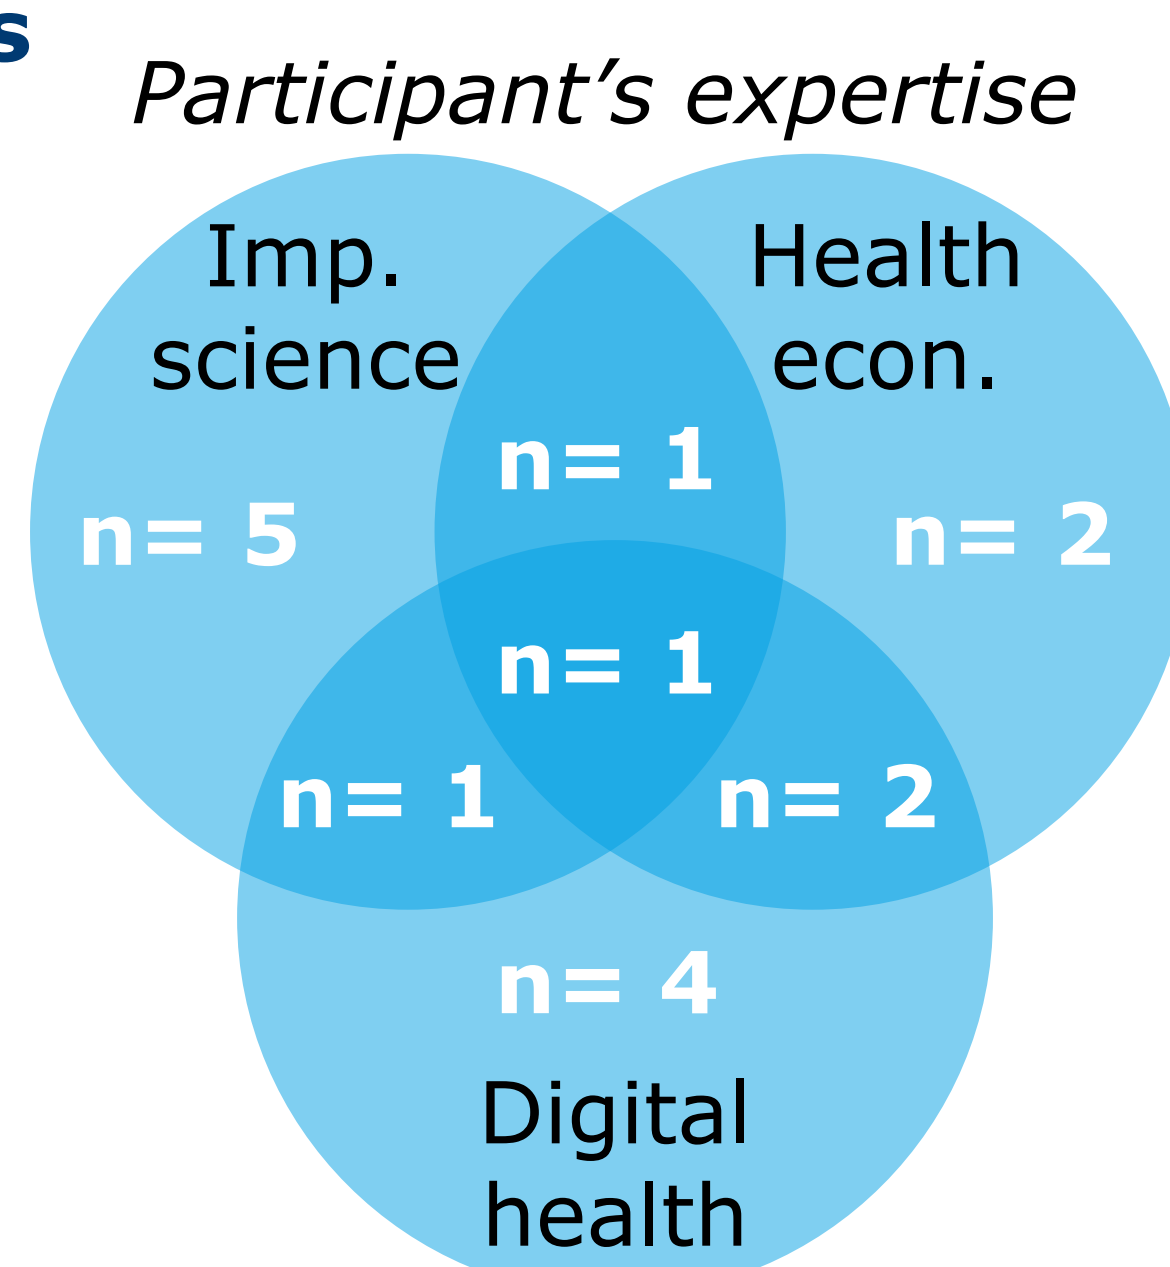 s
Participant’s expertise
Imp.
science
Health
econ.
n= 1
n= 5
n= 2
n= 1
n= 1
n= 2
n= 4
Digital
health